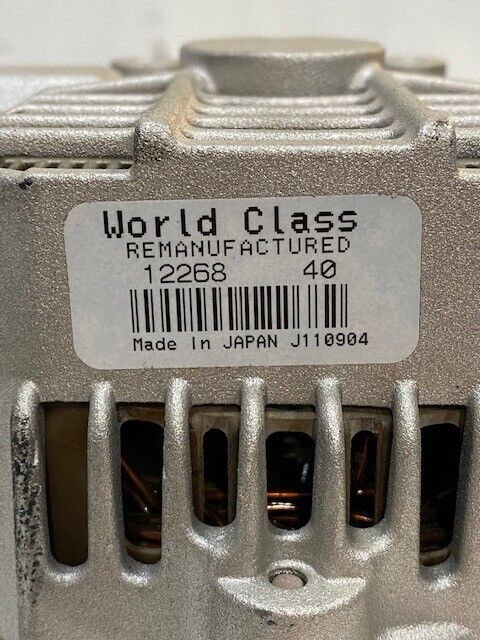 World Class
REMANUFACTURED
12268 40
Made In JAPAN J110904